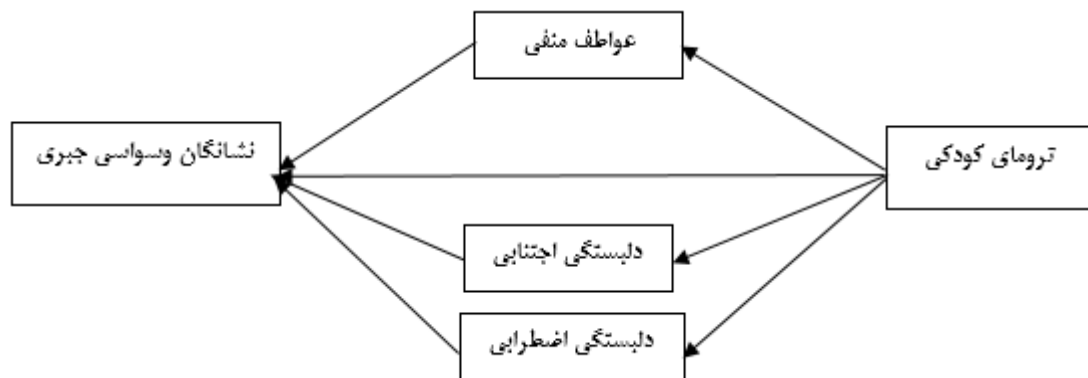 عواطف منفی
ترومای کودکی
نشانگان وسواسی جبری
دلبستگی اجتنابی
دلبستگی اضطرابی